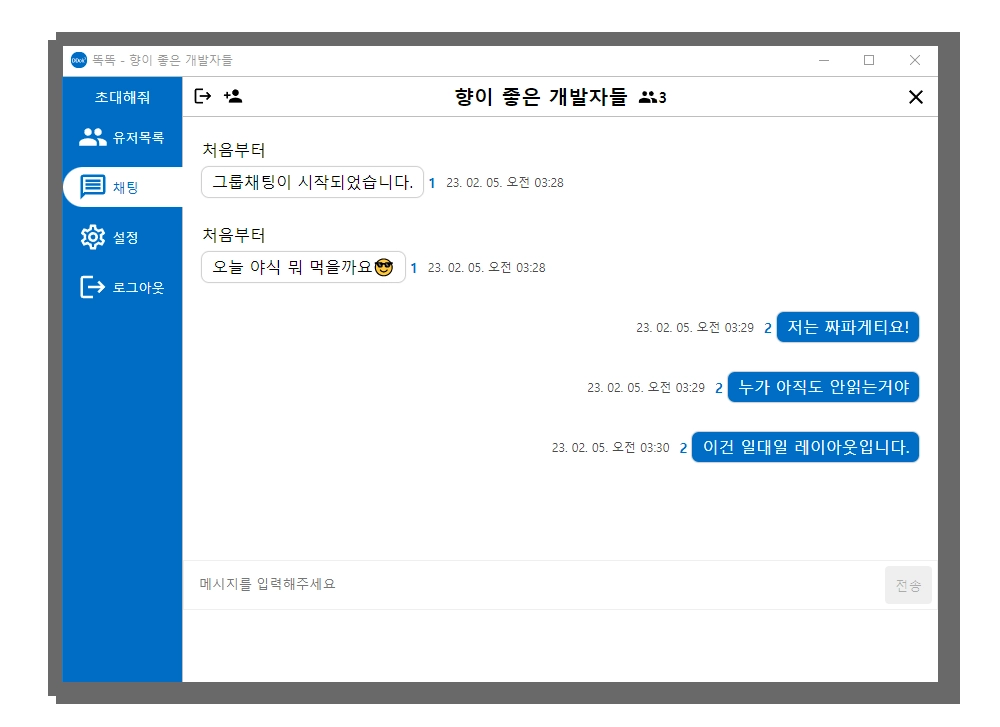 DDok 똑똑 - 향이 좋은 개발자들
초대해줘
유저목록
채팅
설정
로그아웃
향이 좋은 개발자들 3
처음부터
그룹채팅이 시작되었습니다. 1 23. 02. 05. 오전 03:28
처음부터
오늘 야식 뭐 먹을까요😎 1 23. 02. 05. 오전 03:28
23. 02. 05. 오전 03:29 2 저는 짜파게티요!
23. 02. 05. 오전 03:29 2 누가 아직도 안읽는거야
23. 02. 05. 오전 03:30 2 이건 일대일 레이아웃입니다.
메시지를 입력해주세요
전송